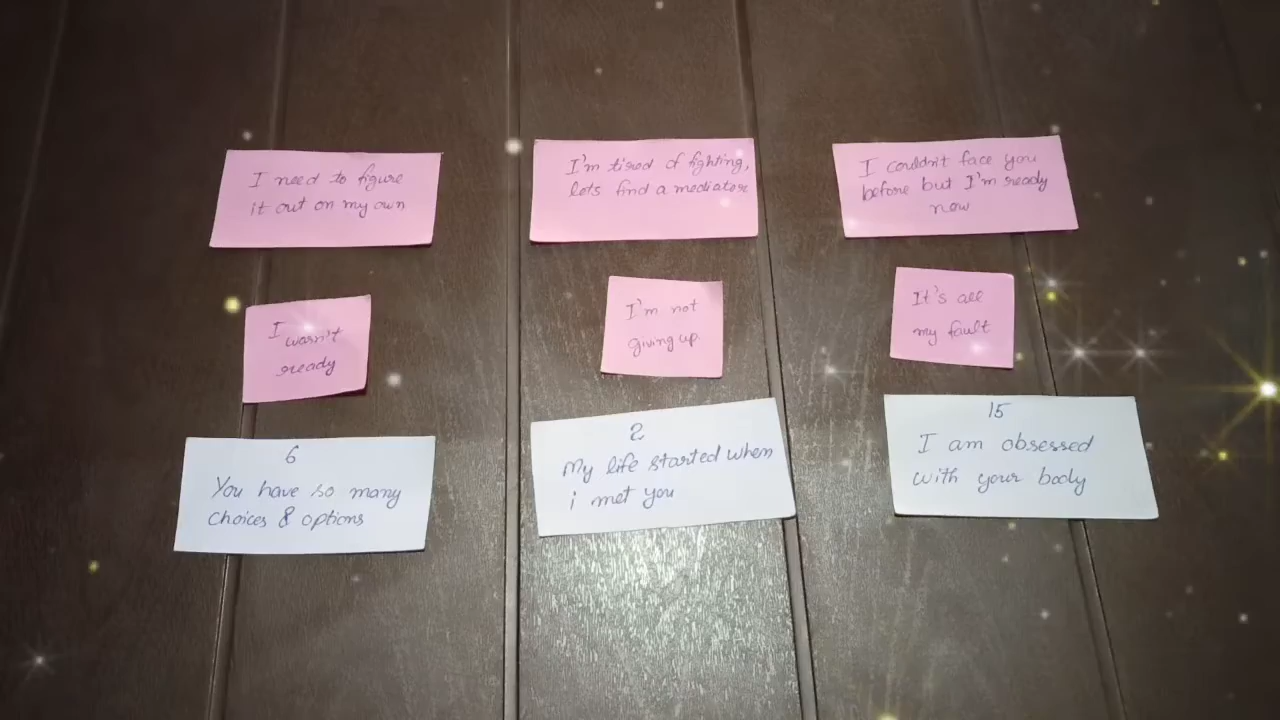 I need to figure
it out on my own
I'm tired of fighting,
lets find a mediator
I couldn't face you
before but I'm ready
now
I wasn't
ready
I'm not
giving up.
It's all
my fault
6
You have so many
choices & options
2
My life started when
i met you
15
I am obsessed
with your body